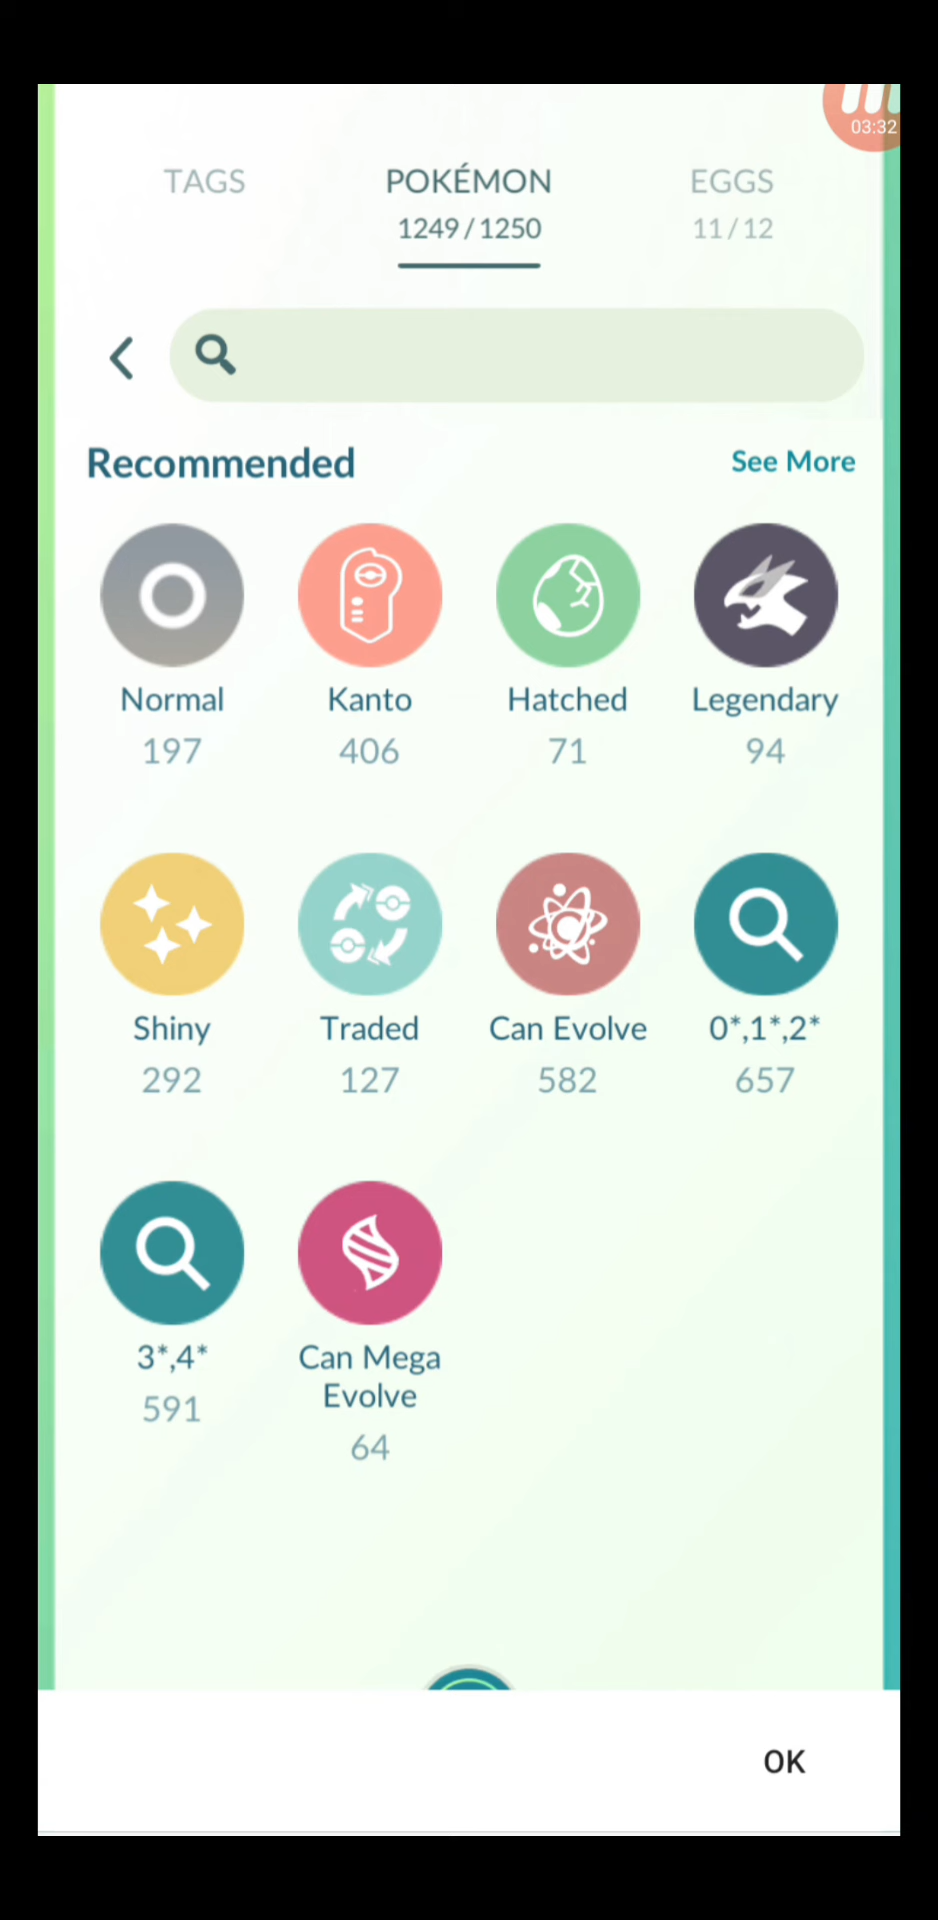 03:32
TAGS POKÉMON EGGS
1249 / 1250 11 / 12
Recommended See More
Normal Kanto Hatched Legendary
197 406 71 94
Shiny Traded Can Evolve 0*,1*,2*
292 127 582 657
3*,4* Can Mega
Evolve
591
64
OK